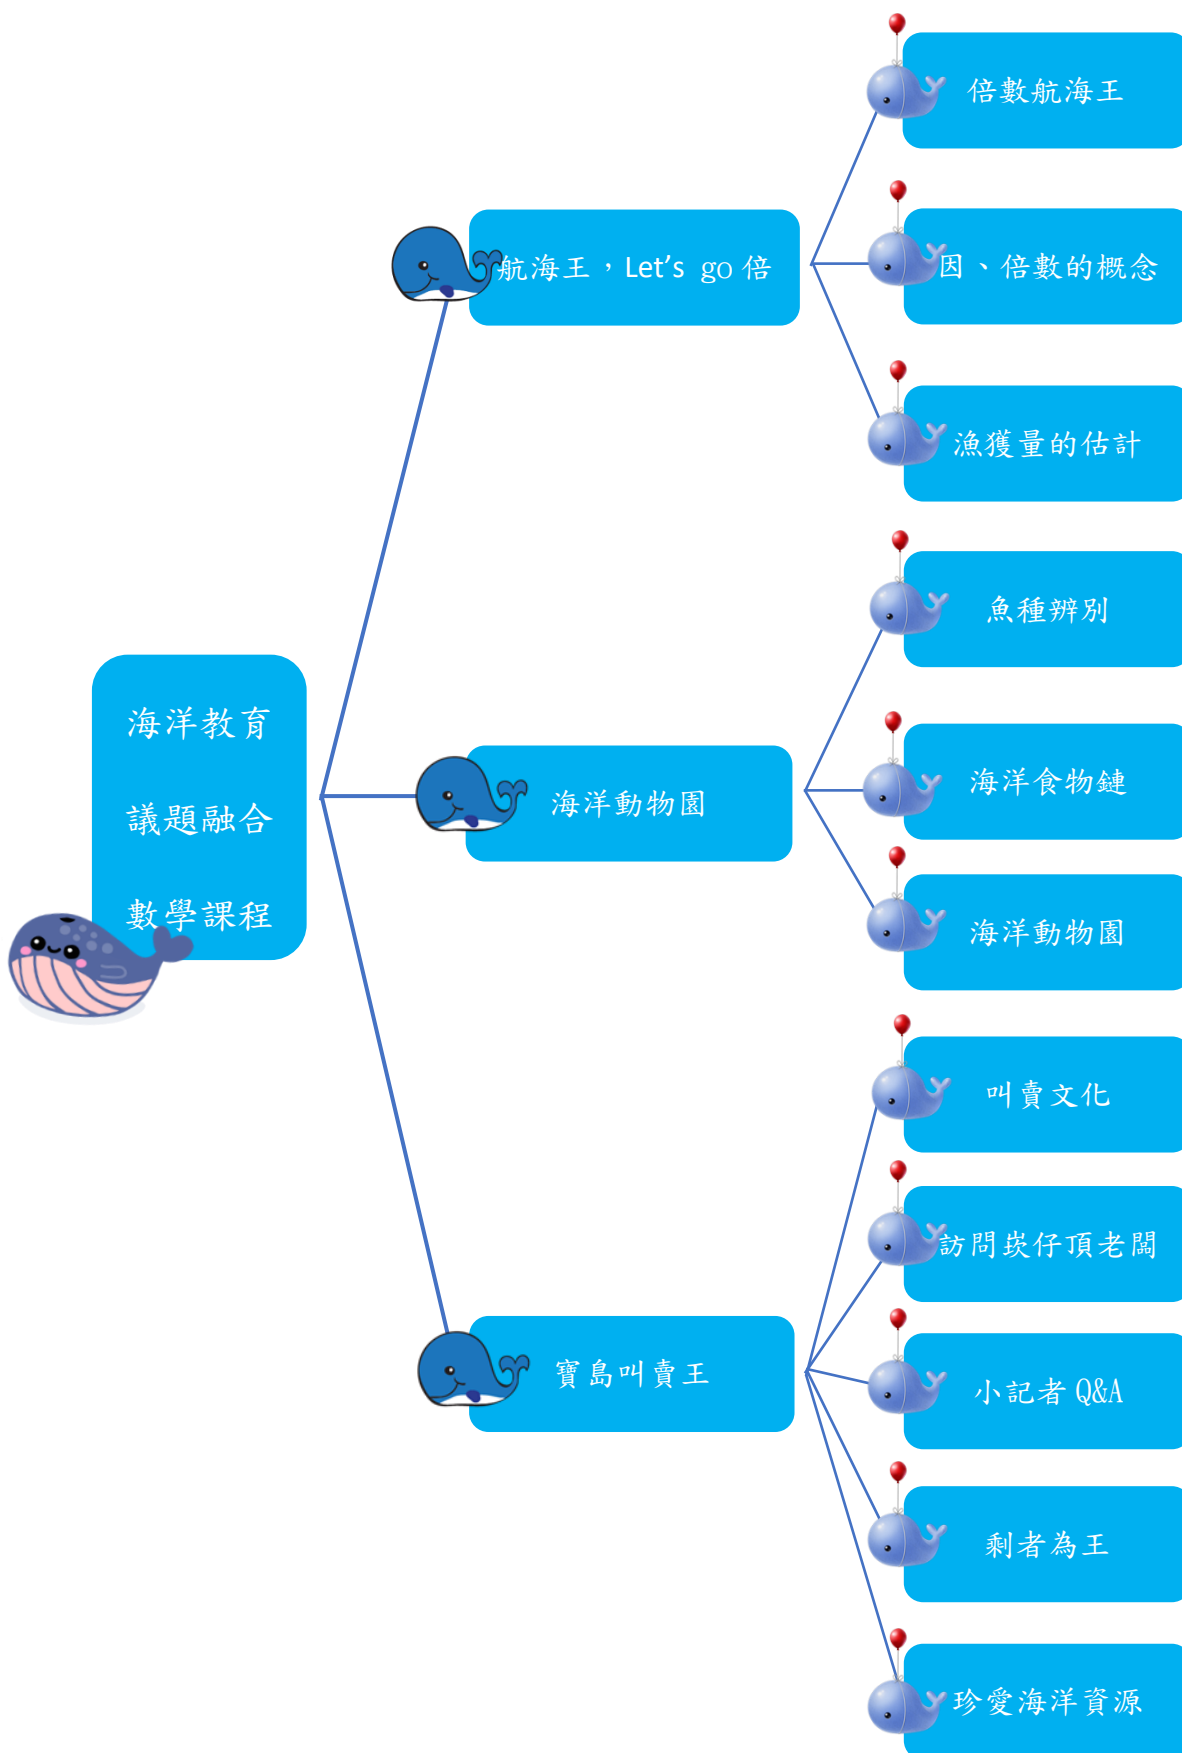 海洋教育
議題融合
數學課程
航海王，Let's go 倍
倍數航海王
因、倍數的概念
漁獲量的估計
海洋動物園
魚種辨別
海洋食物鏈
海洋動物園
寶島叫賣王
叫賣文化
訪問崁仔頂老闆
小記者 Q&A
剩者為王
珍愛海洋資源